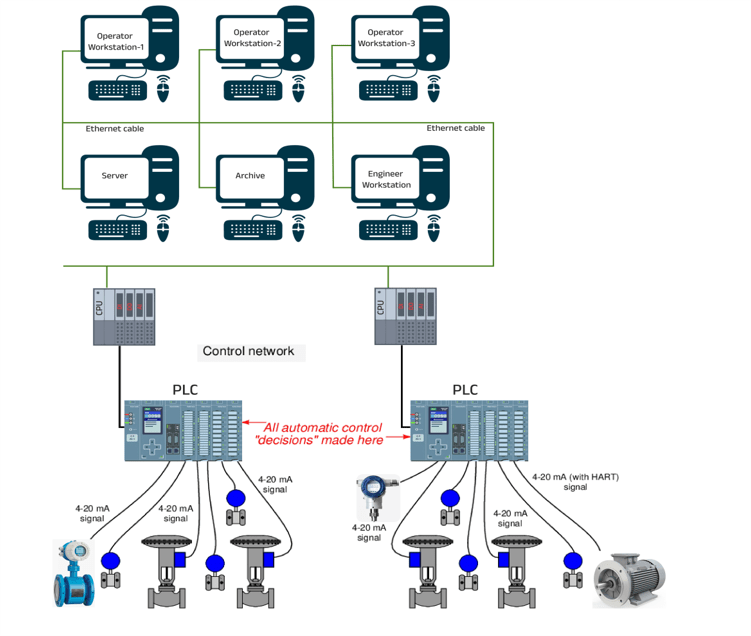 Operator
Workstation-1
Operator
Workstation-2
Operator
Workstation-3
Ethernet cable
Ethernet cable
Server
Archive
Engineer
Workstation
CPU
CPU
Control network
PLC
PLC
All automatic control
"decisions" made here
4-20 mA
signal
4-20 mA
signal
4-20 mA
signal
4-20 mA
signal
4-20 mA
signal
4-20 mA (with HART)
signal